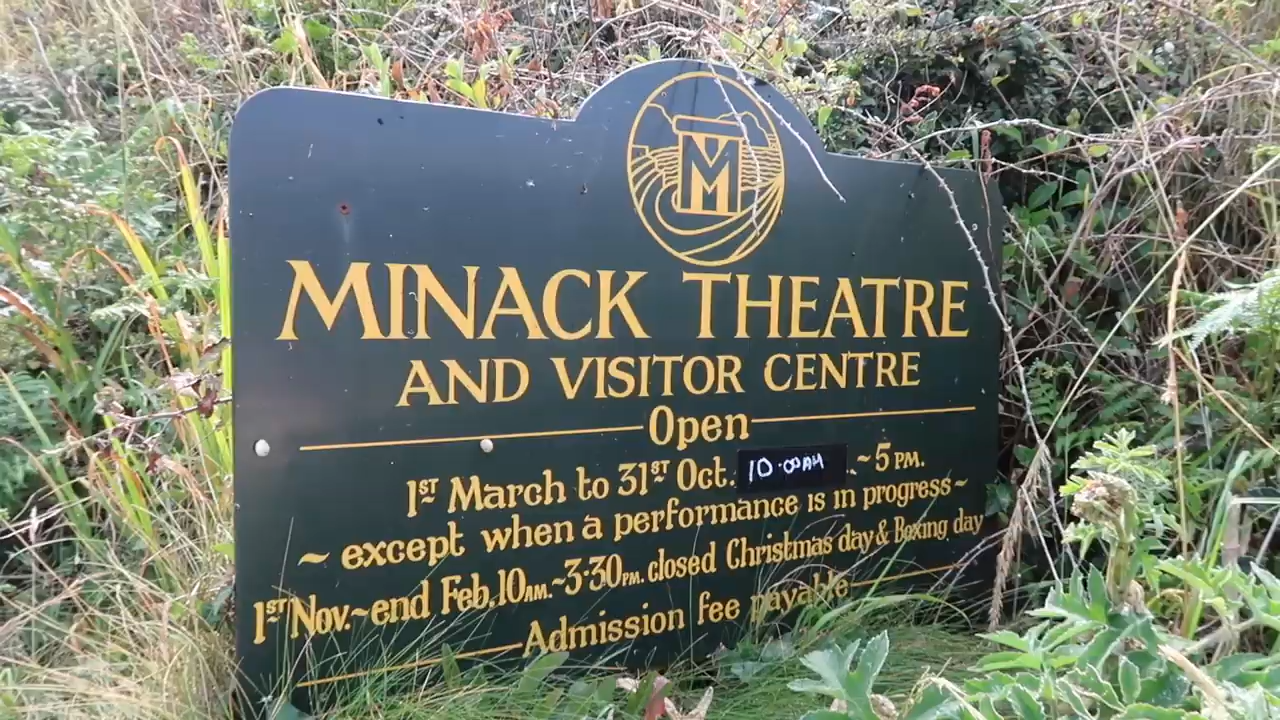 M
MINACK THEATRE
AND VISITOR CENTRE
Open
1ST March to 31ST Oct. 10.00AM ~ 5 PM.
~ except when a performance is in progress ~
1ST Nov. ~ end Feb. 10AM. ~ 3·30PM. closed Christmas day & Boxing day
Admission fee payable